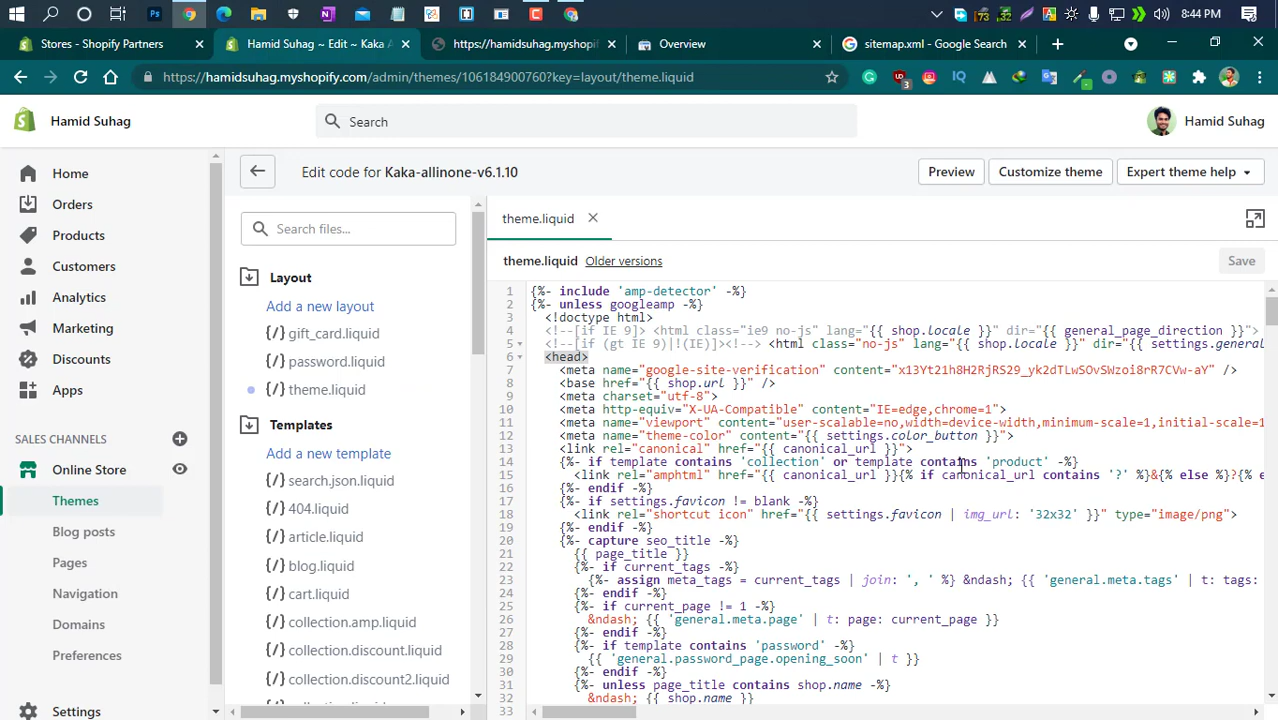 8:44 PM
Stores - Shopify Partners
Hamid Suhag ~ Edit ~ Kaka A
https://hamidsuhag.myshopif
Overview
sitemap.xml - Google Search
https://hamidsuhag.myshopify.com/admin/themes/106184900760?key=layout/theme.liquid
Hamid Suhag
Search
Hamid Suhag
Home
Orders
Products
Customers
Analytics
Marketing
Discounts
Apps
SALES CHANNELS
Online Store
Themes
Blog posts
Pages
Navigation
Domains
Preferences
Settings
Edit code for Kaka-allinone-v6.1.10
Preview
Customize theme
Expert theme help
Search files...
Layout
Add a new layout
{/} gift_card.liquid
{/} password.liquid
{/} theme.liquid
Templates
Add a new template
{/} search.json.liquid
{/} 404.liquid
{/} article.liquid
{/} blog.liquid
{/} cart.liquid
{/} collection.amp.liquid
{/} collection.discount.liquid
{/} collection.discount2.liquid
theme.liquid
theme.liquid Older versions
Save
1 {%- include 'amp-detector' -%}
2 {%- unless googleamp -%}
3 <!doctype html>
4 <!--[if IE 9]> <html class="ie9 no-js" lang="{{ shop.locale }}" dir="{{ general_page_direction }}">
5 <!--[if (gt IE 9)|!(IE)]><!--> <html class="no-js" lang="{{ shop.locale }}" dir="{{ settings.general
6 <head>
7 <meta name="google-site-verification" content="x13Yt21h8H2RjRS29_yk2dTLwSOvSWzoi8rR7CVw-aY" />
8 <base href="{{ shop.url }}" />
9 <meta charset="utf-8">
10 <meta http-equiv="X-UA-Compatible" content="IE=edge,chrome=1">
11 <meta name="viewport" content="user-scalable=no,width=device-width,minimum-scale=1,initial-scale=1
12 <meta name="theme-color" content="{{ settings.color_button }}">
13 <link rel="canonical" href="{{ canonical_url }}">
14 {%- if template contains 'collection' or template contains 'product' -%}
15 <link rel="amphtml" href="{{ canonical_url }}{% if canonical_url contains '?' %}&{% else %}?{% e
16 {%- endif -%}
17 {%- if settings.favicon != blank -%}
18 <link rel="shortcut icon" href="{{ settings.favicon | img_url: '32x32' }}" type="image/png">
19 {%- endif -%}
20 {%- capture seo_title -%}
21 {{ page_title }}
22 {%- if current_tags -%}
23 {%- assign meta_tags = current_tags | join: ', ' %} &ndash; {{ 'general.meta.tags' | t: tags:
24 {%- endif -%}
25 {%- if current_page != 1 -%}
26 &ndash; {{ 'general.meta.page' | t: page: current_page }}
27 {%- endif -%}
28 {%- if template contains 'password' -%}
29 {{ 'general.password_page.opening_soon' | t }}
30 {%- endif -%}
31 {%- unless page_title contains shop.name -%}
32 &ndash; {{ shop.name }}
33